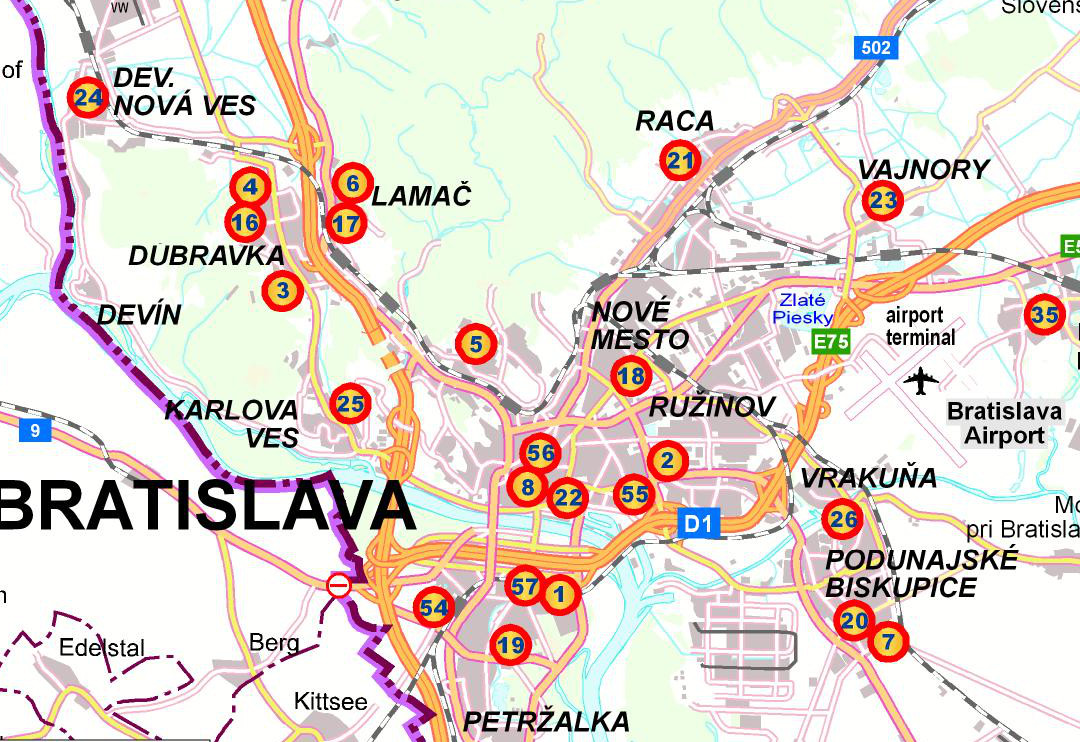 VW
Slovens
of
DEV.
NOVÁ VES
24
502
RACA
21
VAJNORY
23
4
6
LAMAČ
16
17
DUBRAVKA
3
DEVÍN
NOVÉ
MESTO
Zlaté
Piesky
E75
airport
terminal
35
5
18
RUŽINOV
25
KARLOVA
VES
9
Bratislava
Airport
56
2
8
22
55
VRAKUŇA
BRATISLAVA
D1
26
pri Bratisla
PODUNAJSKÉ
BISKUPICE
57
1
54
20
7
19
Edelstal
Berg
Kittsee
PETRŽALKA